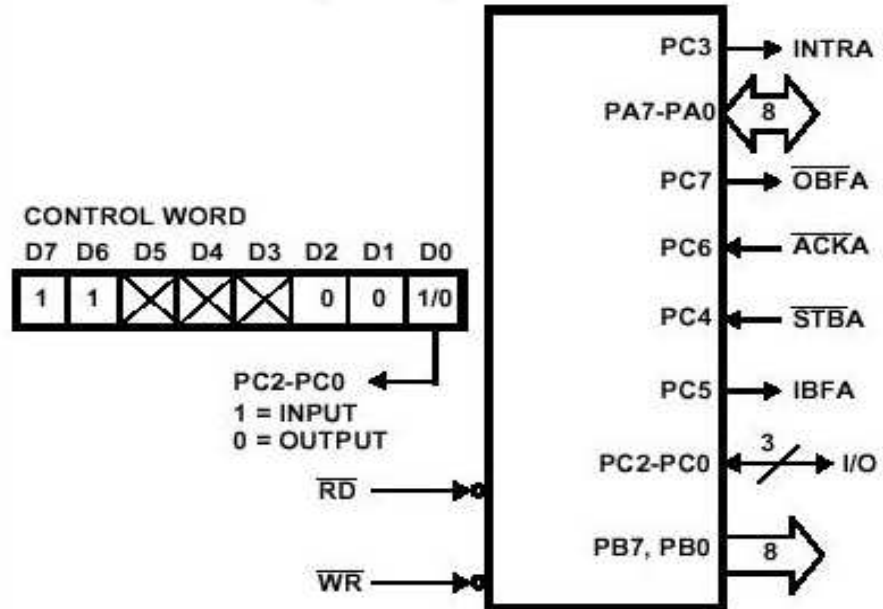 PC3
INTRA
PA7-PA0
8
PC7
OBFA
CONTROL WORD
D7 D6 D5 D4 D3 D2 D1 D0
PC6
ACKA
1 1 0 0 1/0
PC4
STBA
PC2-PC0
1 = INPUT
0 = OUTPUT
PC5
IBFA
PC2-PC0
3
I/O
RD
PB7, PB0
8
WR